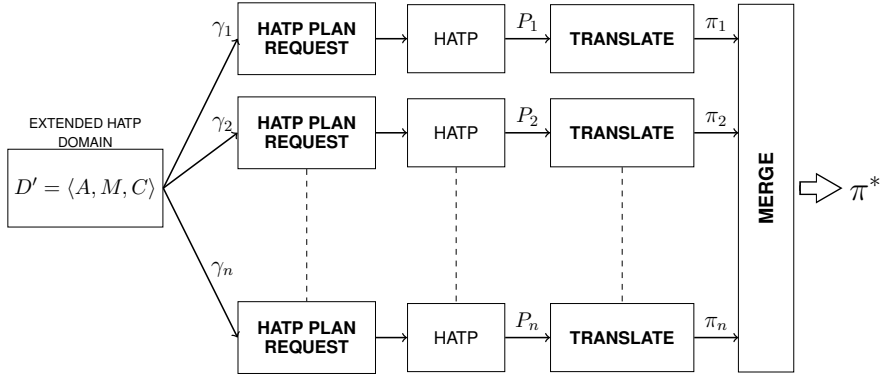 γ₁
HATP PLAN
REQUEST
HATP
P₁
TRANSLATE
π₁
EXTENDED HATP
DOMAIN
D′ = ⟨A, M, C⟩
γ₂
HATP PLAN
REQUEST
HATP
P₂
TRANSLATE
π₂
γₙ
HATP PLAN
REQUEST
HATP
Pₙ
TRANSLATE
πₙ
MERGE
π*